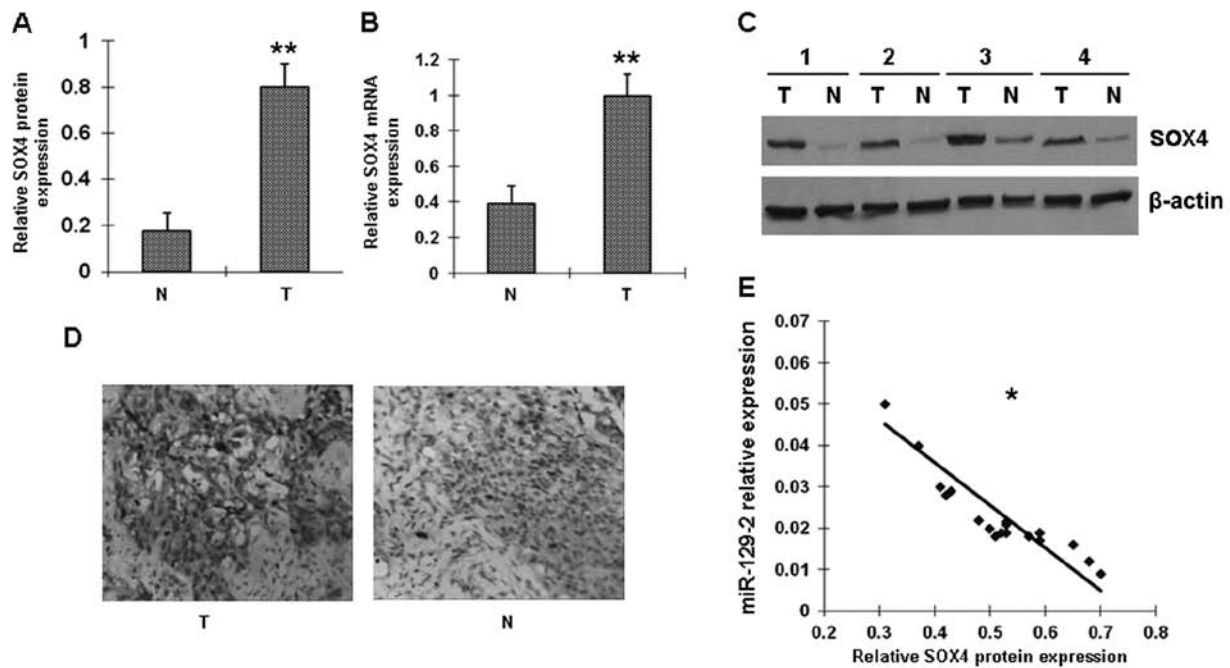 A
Relative SOX4 protein
expression
1
0.8
0.6
0.4
0.2
0
**
N
T
B
Relative SOX4 mRNA
expression
1.2
1
0.8
0.6
0.4
0.2
0
**
N
T
C
1 2 3 4
T N T N T N T N
SOX4
β-actin
D
T
N
E
miR-129-2 relative expression
0.07
0.06
0.05
0.04
0.03
0.02
0.01
0
*
0.2 0.3 0.4 0.5 0.6 0.7 0.8
Relative SOX4 protein expression